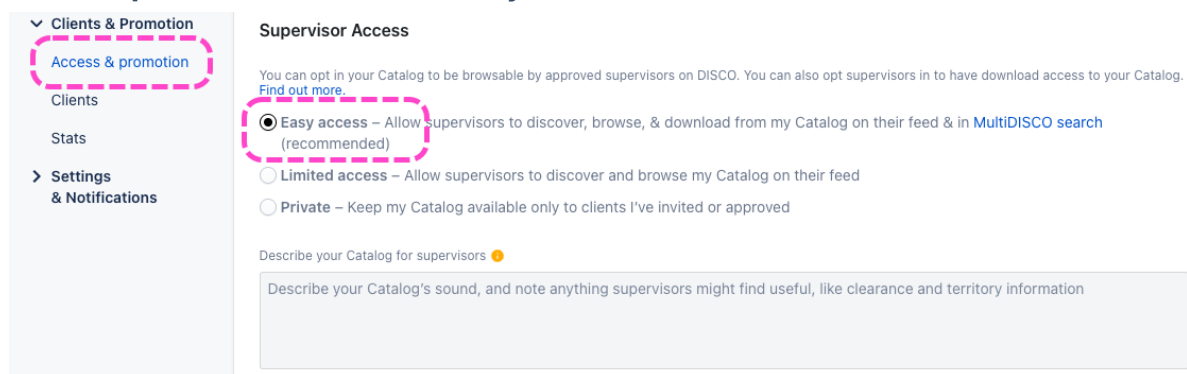 Clients & Promotion
Access & promotion
Clients
Stats
Settings
& Notifications
Supervisor Access
You can opt in your Catalog to be browsable by approved supervisors on DISCO. You can also opt supervisors in to have download access to your Catalog.
Find out more.
Easy access – Allow supervisors to discover, browse, & download from my Catalog on their feed & in MultiDISCO search
(recommended)
Limited access – Allow supervisors to discover and browse my Catalog on their feed
Private – Keep my Catalog available only to clients I've invited or approved
Describe your Catalog for supervisors
Describe your Catalog's sound, and note anything supervisors might find useful, like clearance and territory information